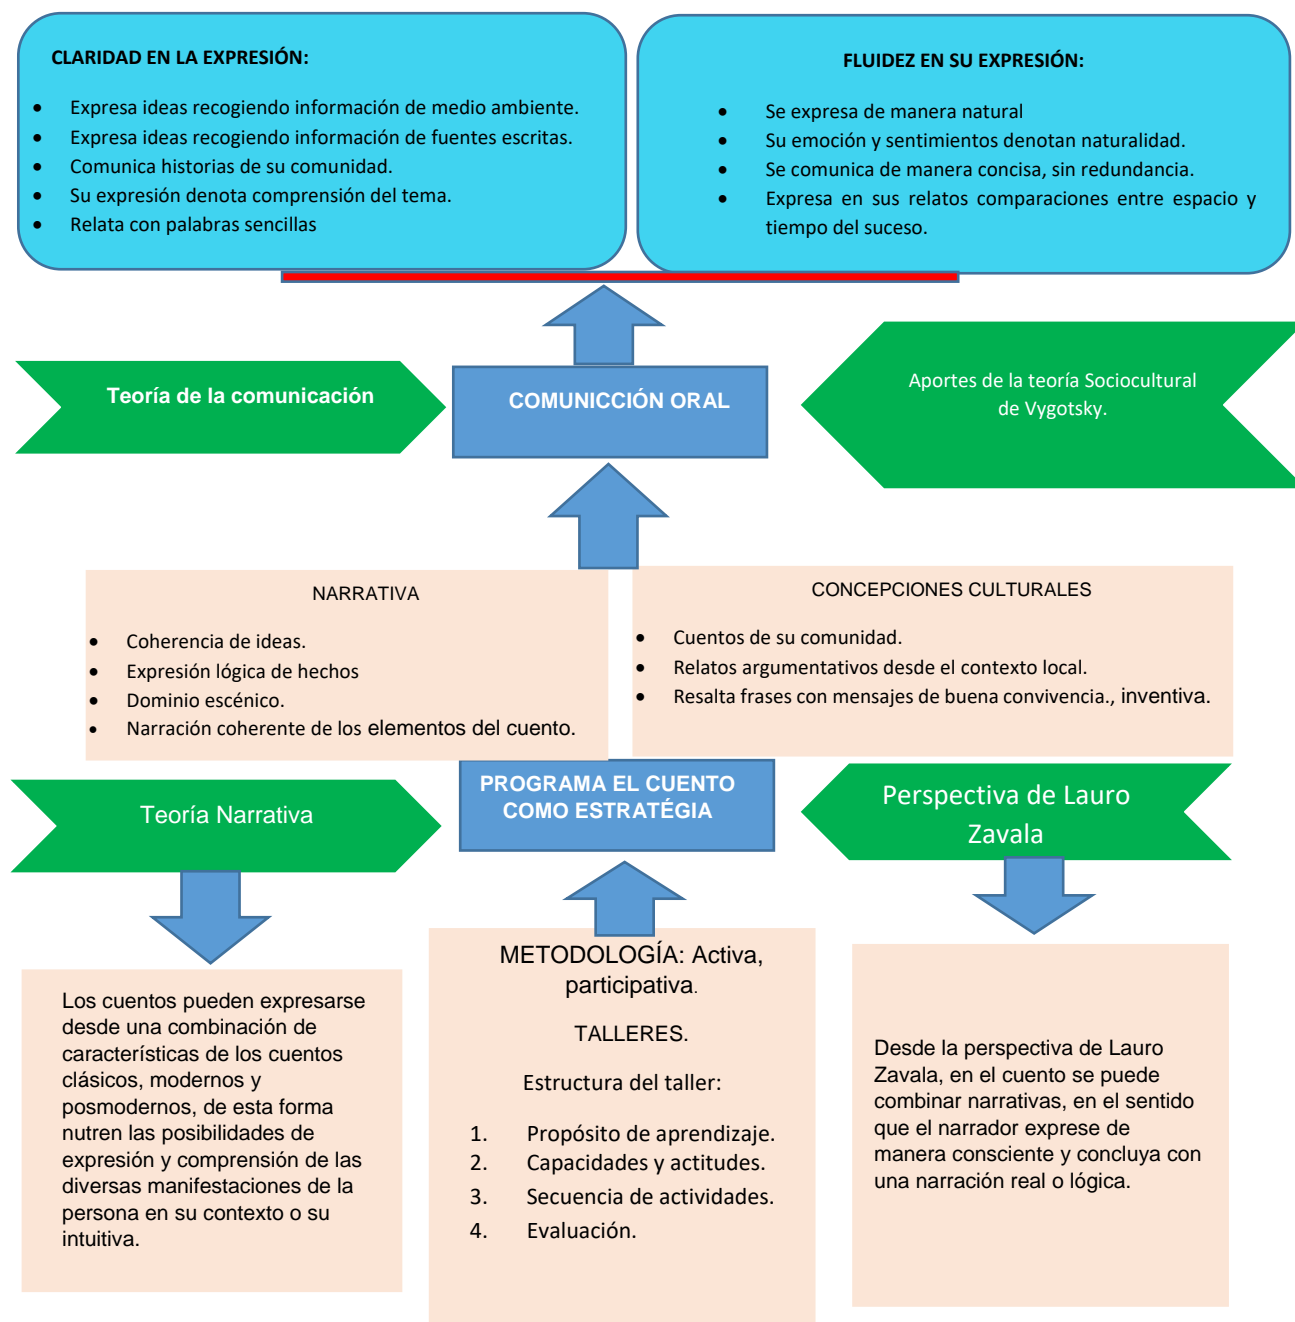 CLARIDAD EN LA EXPRESIÓN:
• Expresa ideas recogiendo información de medio ambiente.
• Expresa ideas recogiendo información de fuentes escritas.
• Comunica historias de su comunidad.
• Su expresión denota comprensión del tema.
• Relata con palabras sencillas
FLUIDEZ EN SU EXPRESIÓN:
• Se expresa de manera natural
• Su emoción y sentimientos denotan naturalidad.
• Se comunica de manera concisa, sin redundancia.
• Expresa en sus relatos comparaciones entre espacio y
tiempo del suceso.
Teoría de la comunicación
COMUNICCIÓN ORAL
Aportes de la teoría Sociocultural
de Vygotsky.
NARRATIVA
• Coherencia de ideas.
• Expresión lógica de hechos
• Dominio escénico.
• Narración coherente de los elementos del cuento.
CONCEPCIONES CULTURALES
• Cuentos de su comunidad.
• Relatos argumentativos desde el contexto local.
• Resalta frases con mensajes de buena convivencia., inventiva.
Teoría Narrativa
PROGRAMA EL CUENTO
COMO ESTRATÉGIA
Perspectiva de Lauro
Zavala
Los cuentos pueden expresarse
desde una combinación de
características de los cuentos
clásicos, modernos y
posmodernos, de esta forma
nutren las posibilidades de
expresión y comprensión de las
diversas manifestaciones de la
persona en su contexto o su
intuitiva.
METODOLOGÍA: Activa,
participativa.
TALLERES.
Estructura del taller:
1. Propósito de aprendizaje.
2. Capacidades y actitudes.
3. Secuencia de actividades.
4. Evaluación.
Desde la perspectiva de Lauro
Zavala, en el cuento se puede
combinar narrativas, en el sentido
que el narrador exprese de
manera consciente y concluya con
una narración real o lógica.